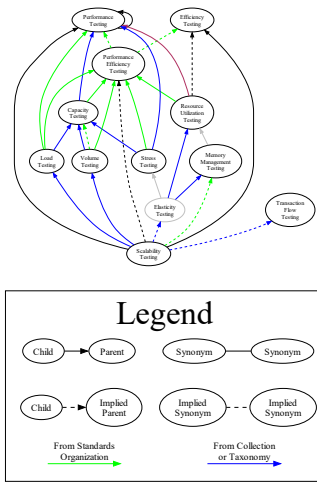 Performance
Testing
Efficiency
Testing
Performance
Efficiency
Testing
Capacity
Testing
Resource
Utilization
Testing
Load
Testing
Volume
Testing
Stress
Testing
Memory
Management
Testing
Elasticity
Testing
Transaction
Flow
Testing
Scalability
Testing
Legend
Child
Parent
Synonym
Synonym
Child
Implied
Parent
Implied
Synonym
Implied
Synonym
From Standards
Organization
From Collection
or Taxonomy